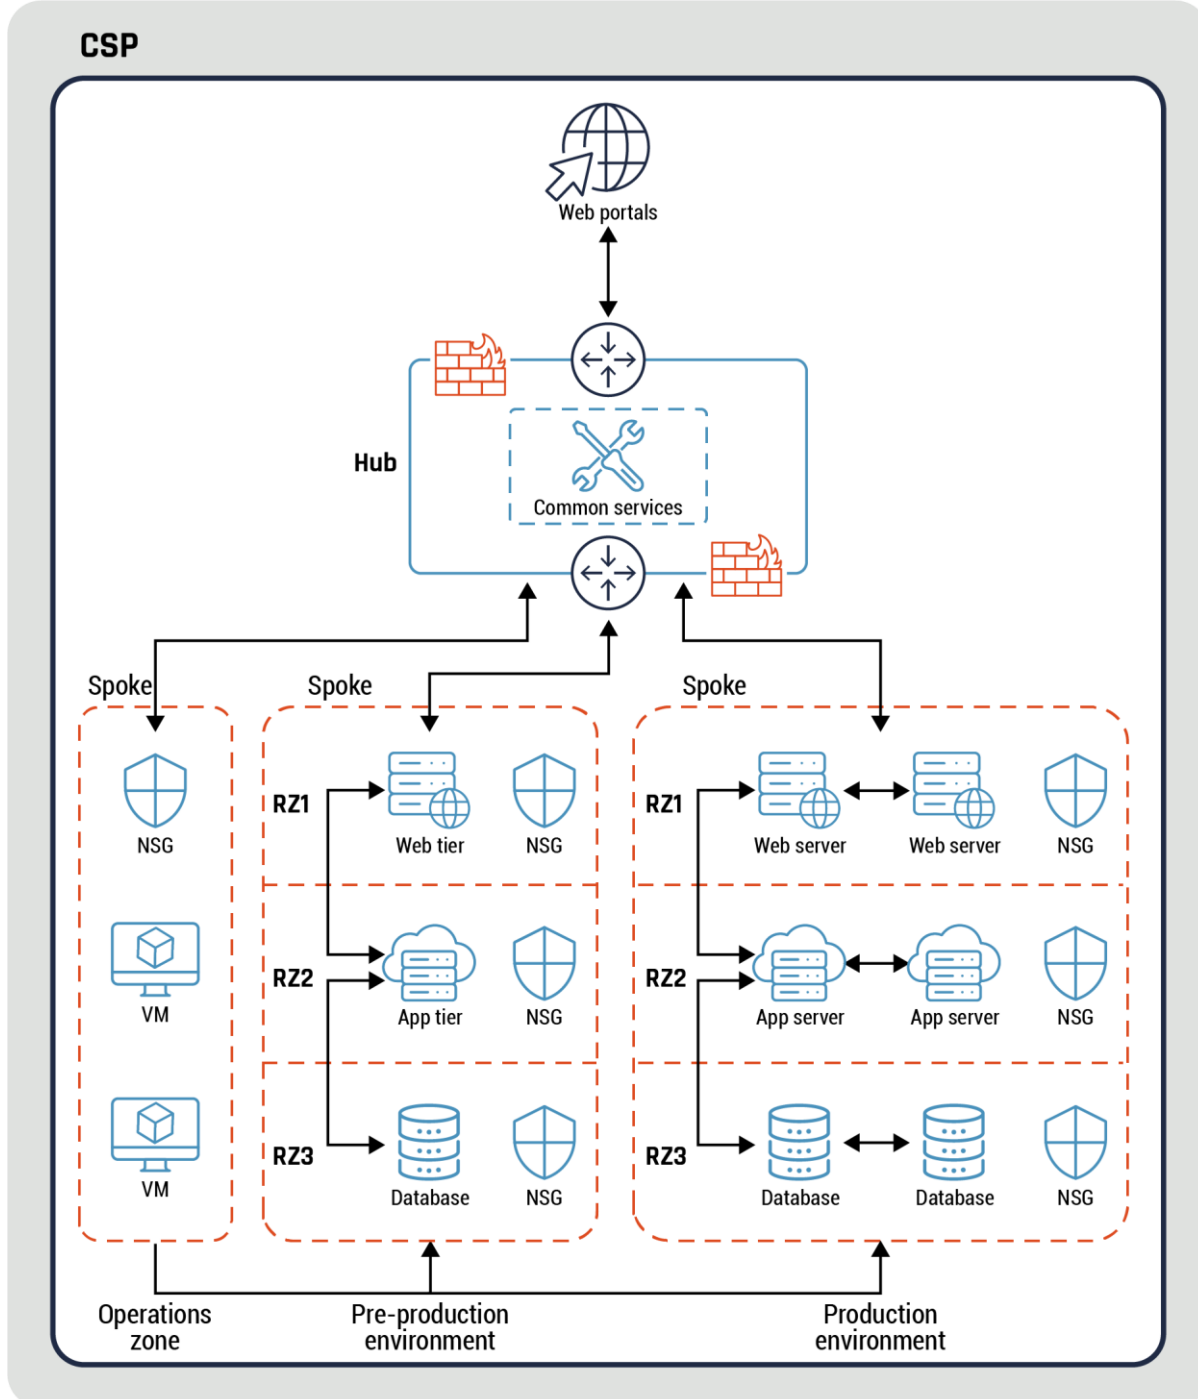 CSP
Web portals
Hub
Common services
Spoke
Spoke
Spoke
NSG
RZ1
Web tier
NSG
RZ1
Web server
Web server
NSG
VM
RZ2
App tier
NSG
RZ2
App server
App server
NSG
VM
RZ3
Database
NSG
RZ3
Database
Database
NSG
Operations
zone
Pre-production
environment
Production
environment